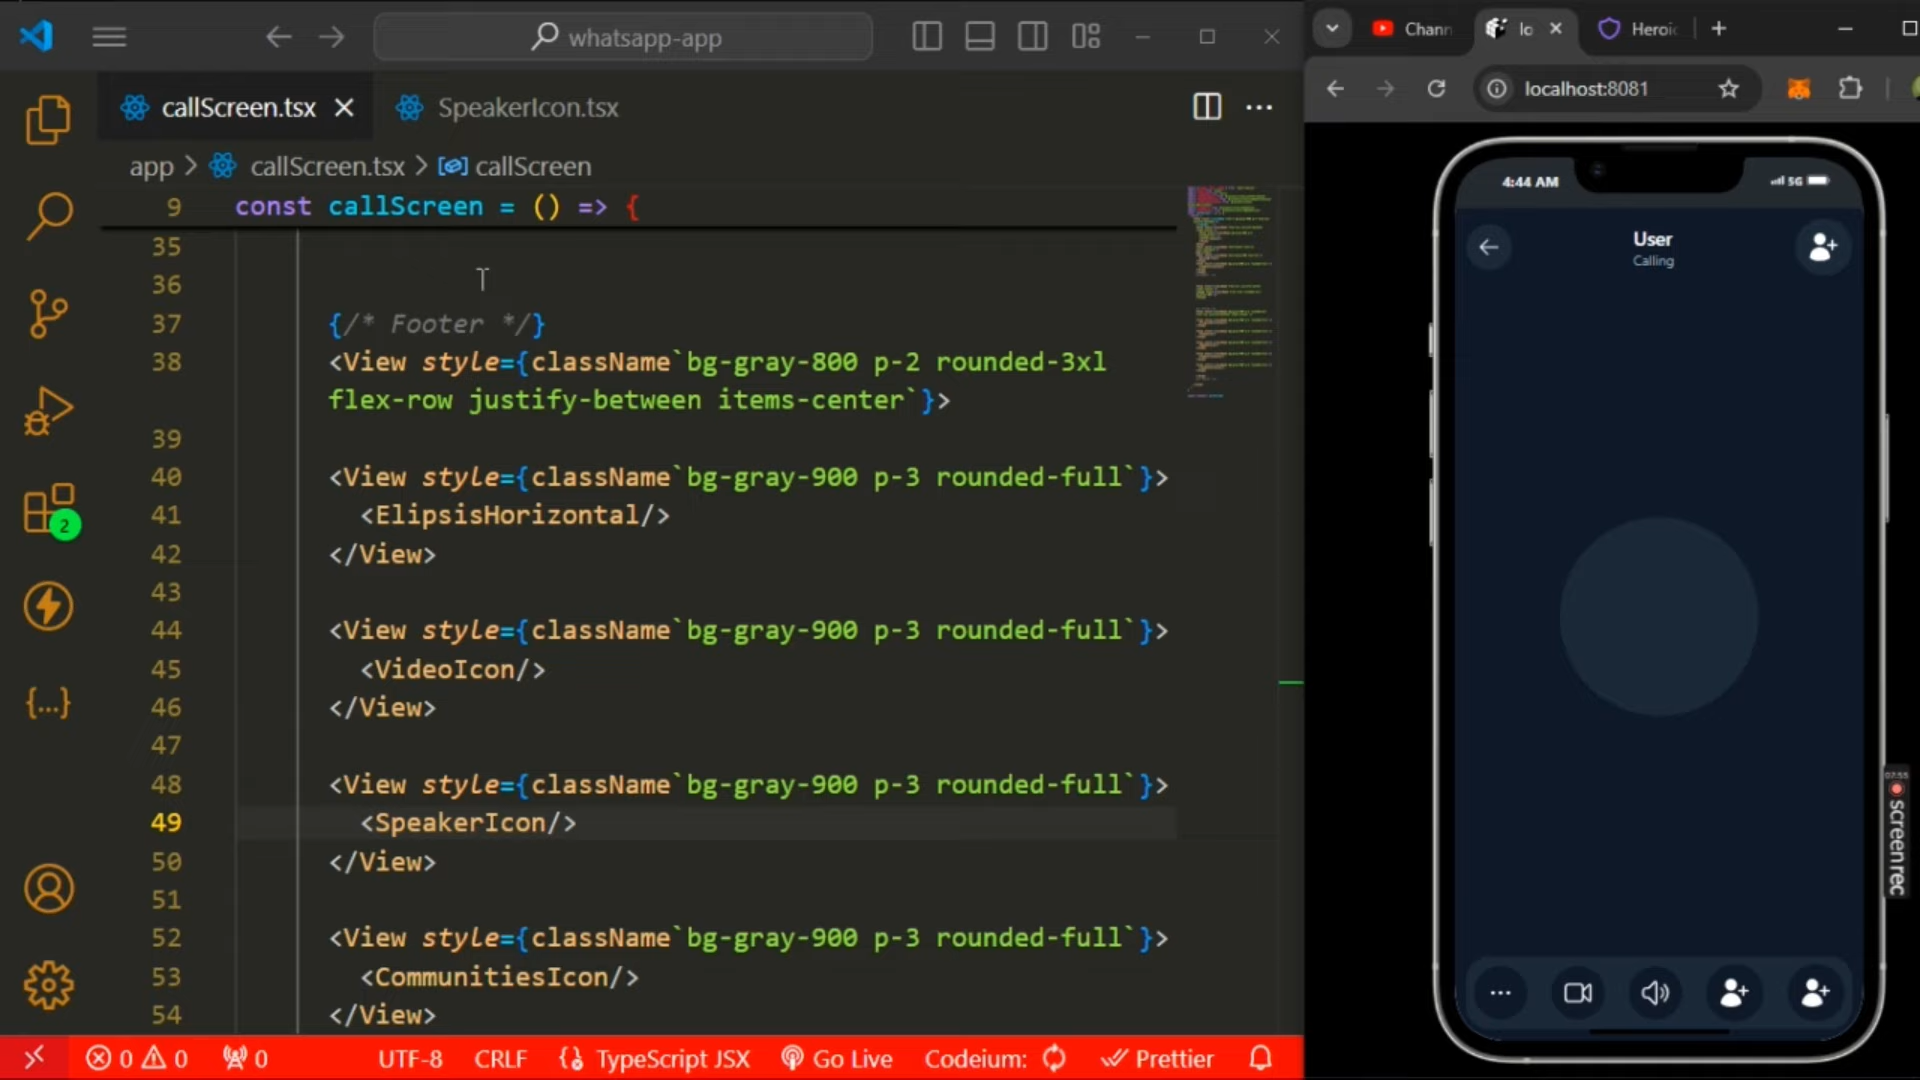 whatsapp-app
callScreen.tsx
SpeakerIcon.tsx
app > callScreen.tsx > callScreen
9 const callScreen = () => {
35
36
37 {/* Footer */}
38 <View style={className`bg-gray-800 p-2 rounded-3xl
flex-row justify-between items-center`}>
39
40 <View style={className`bg-gray-900 p-3 rounded-full`}>
41 <ElipsisHorizontal/>
42 </View>
43
44 <View style={className`bg-gray-900 p-3 rounded-full`}>
45 <VideoIcon/>
46 </View>
47
48 <View style={className`bg-gray-900 p-3 rounded-full`}>
49 <SpeakerIcon/>
50 </View>
51
52 <View style={className`bg-gray-900 p-3 rounded-full`}>
53 <CommunitiesIcon/>
54 </View>
2
{...}
0 0 0 UTF-8 CRLF TypeScript JSX Go Live Codeium: Prettier
Chann lo Heroi
localhost:8081
4:44 AM 5G
User
Calling
07:55
screenrec